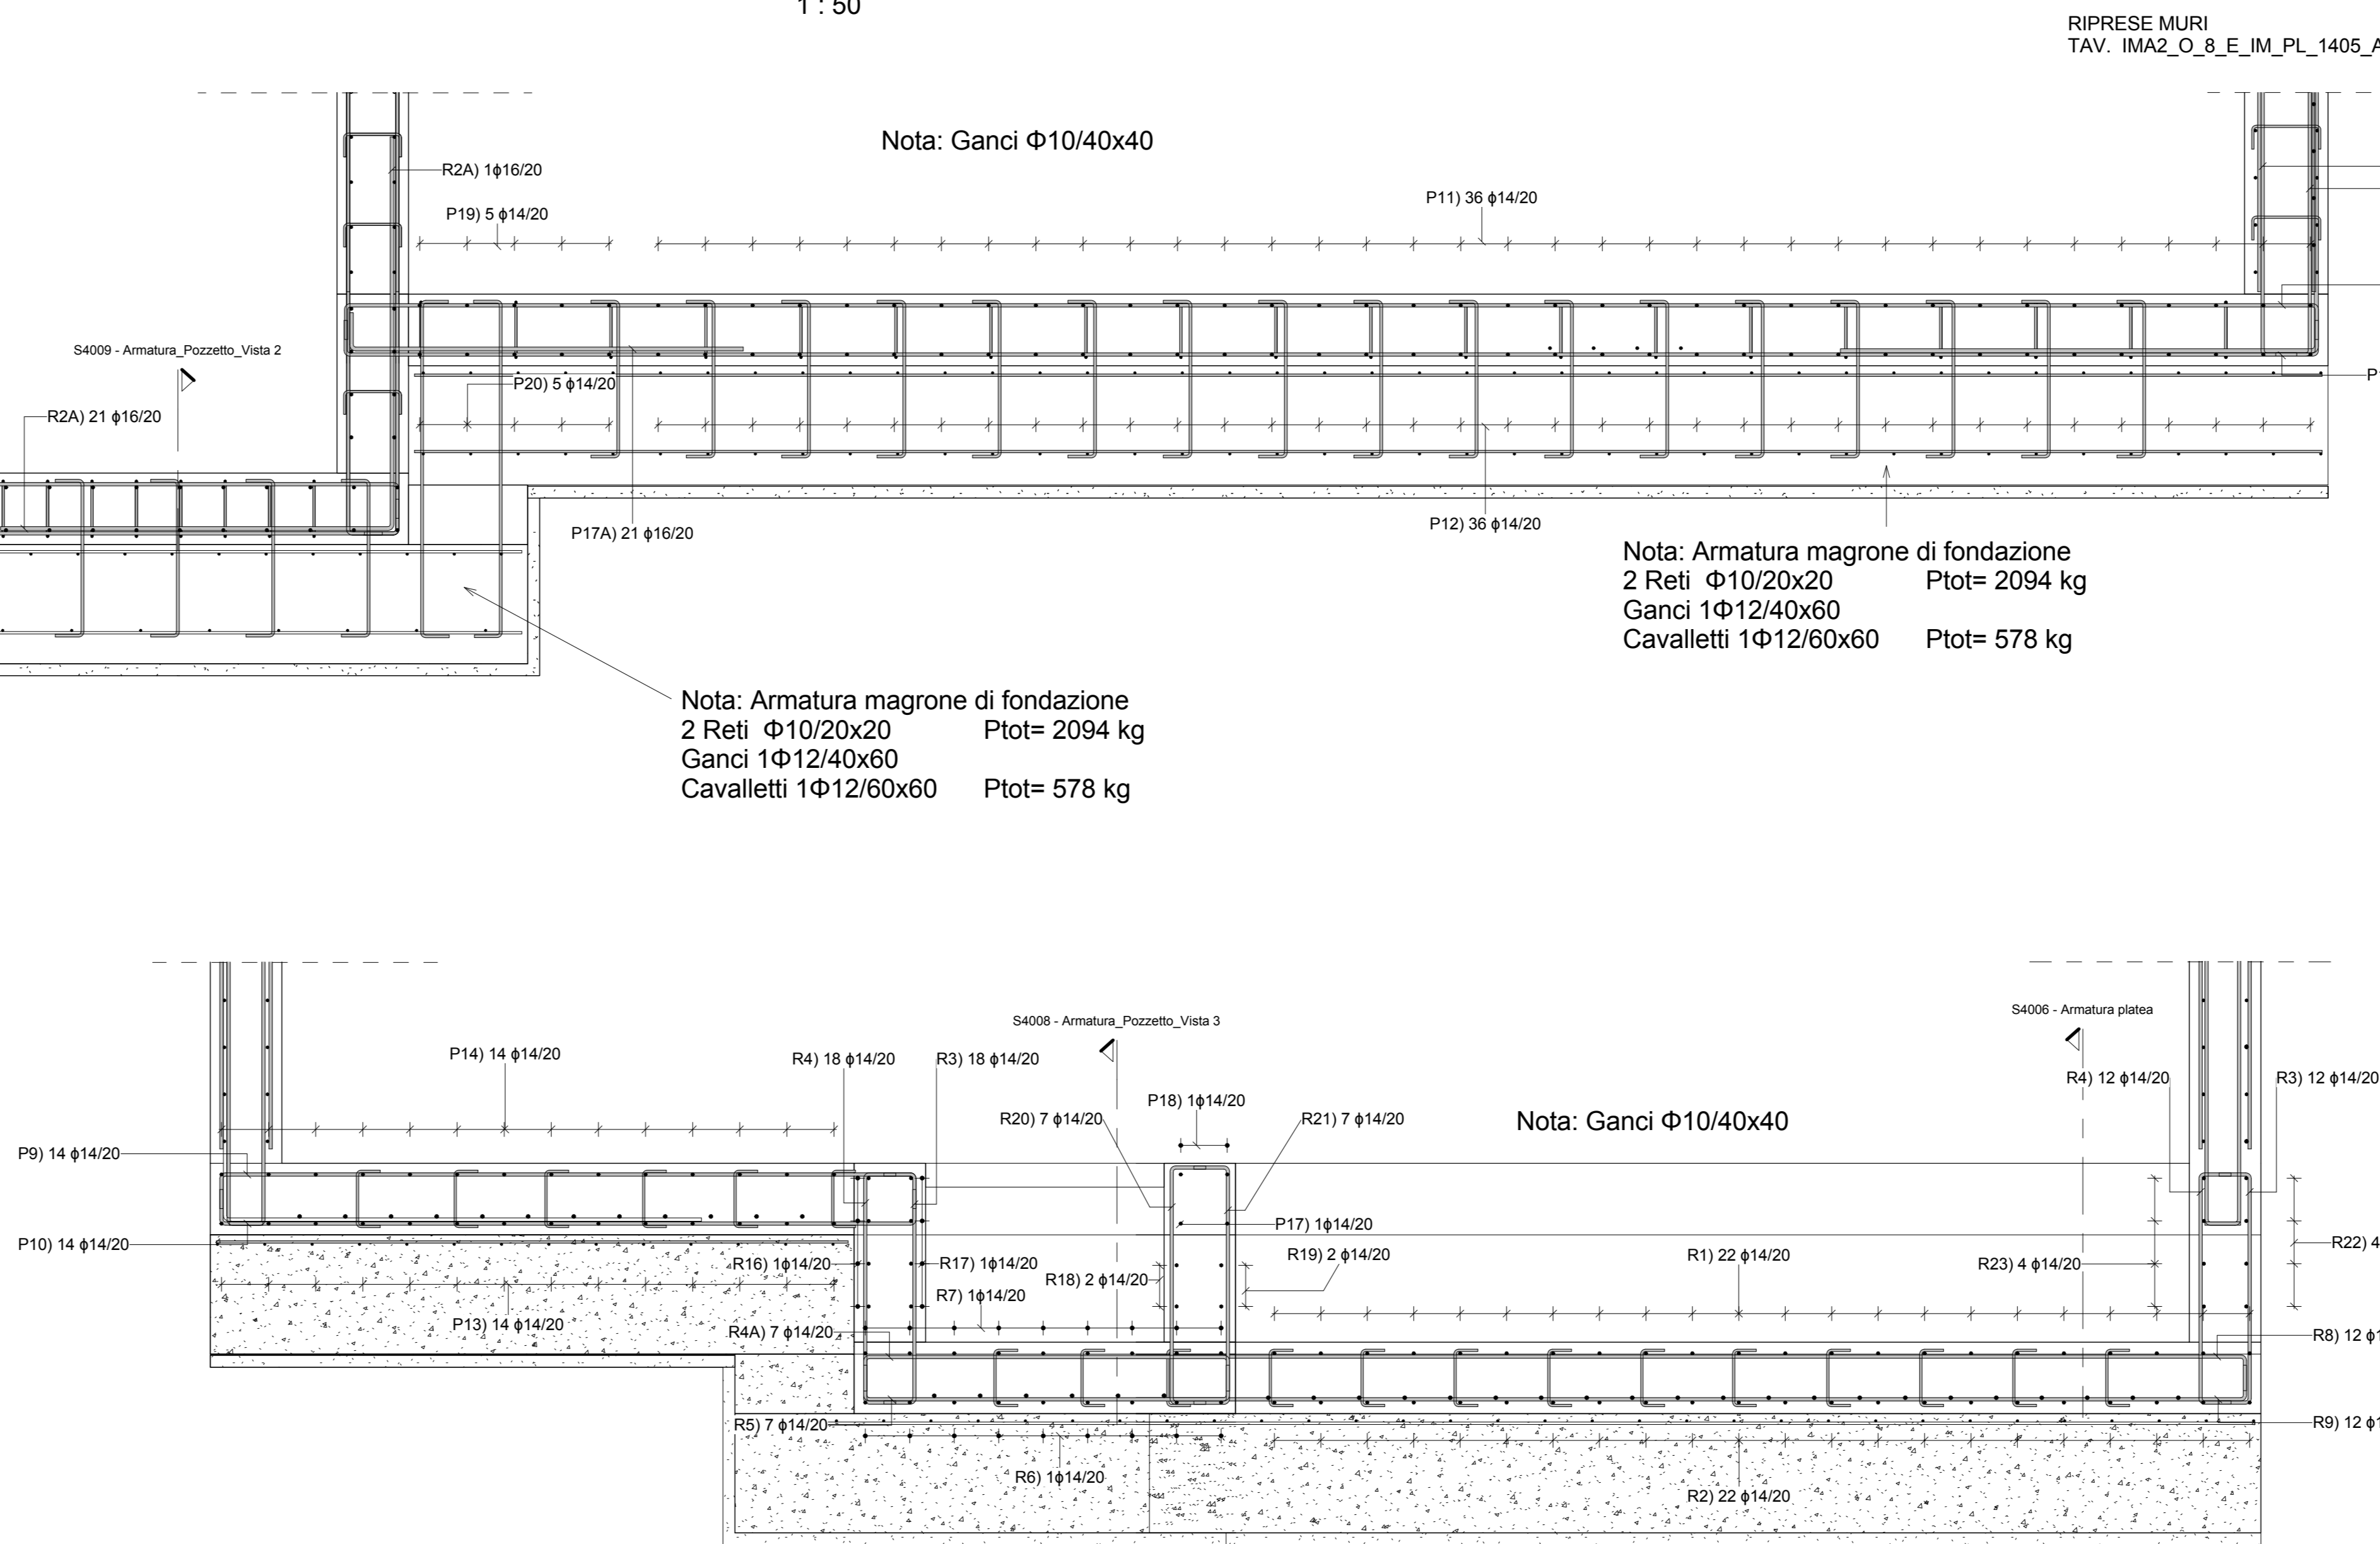 1 : 50
RIPRESE MURI
TAV. IMA2_O_8_E_IM_PL_1405_A
Nota: Ganci Φ10/40x40
R2A) 1ϕ16/20
P19) 5 ϕ14/20
P11) 36 ϕ14/20
S4009 - Armatura_Pozzetto_Vista 2
P20) 5 ϕ14/20
R2A) 21 ϕ16/20
P17A) 21 ϕ16/20
P12) 36 ϕ14/20
Nota: Armatura magrone di fondazione
2 Reti Φ10/20x20 Ptot= 2094 kg
Ganci 1Φ12/40x60
Cavalletti 1Φ12/60x60 Ptot= 578 kg
Nota: Armatura magrone di fondazione
2 Reti Φ10/20x20 Ptot= 2094 kg
Ganci 1Φ12/40x60
Cavalletti 1Φ12/60x60 Ptot= 578 kg
S4008 - Armatura_Pozzetto_Vista 3
S4006 - Armatura platea
P14) 14 ϕ14/20
R4) 18 ϕ14/20
R3) 18 ϕ14/20
R4) 12 ϕ14/20
R3) 12 ϕ14/20
P18) 1ϕ14/20
R20) 7 ϕ14/20
R21) 7 ϕ14/20
Nota: Ganci Φ10/40x40
P9) 14 ϕ14/20
P10) 14 ϕ14/20
P17) 1ϕ14/20
R16) 1ϕ14/20
R17) 1ϕ14/20
R18) 2 ϕ14/20
R19) 2 ϕ14/20
R1) 22 ϕ14/20
R23) 4 ϕ14/20
R22) 4
R7) 1ϕ14/20
P13) 14 ϕ14/20
R4A) 7 ϕ14/20
R8) 12 ϕ1
R5) 7 ϕ14/20
R9) 12 ϕ1
R6) 1ϕ14/20
R2) 22 ϕ14/20